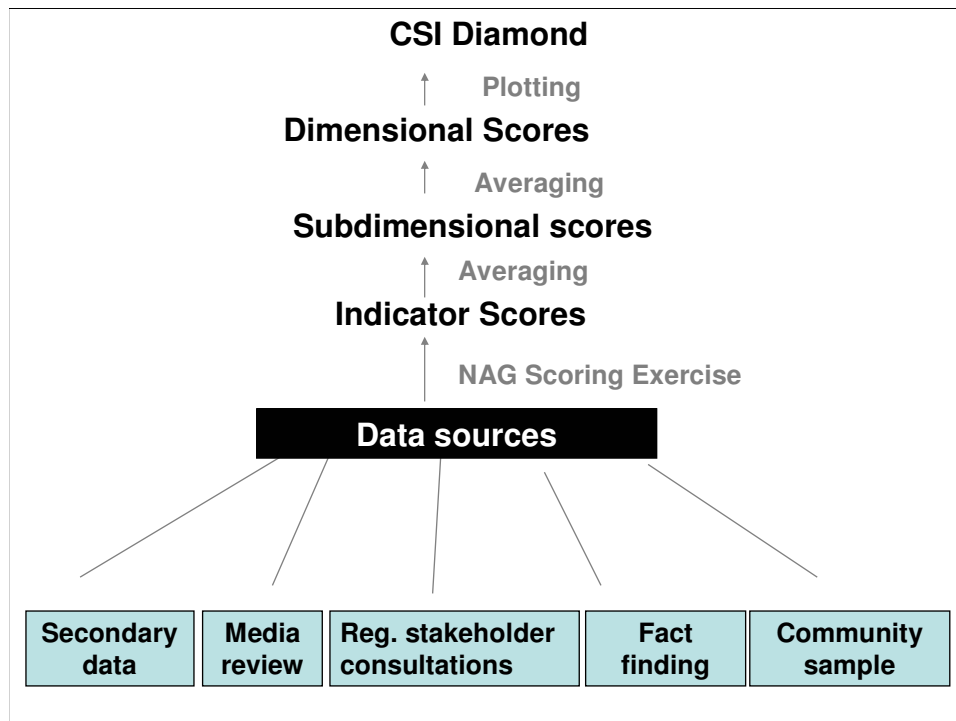 CSI Diamond
Plotting
Dimensional Scores
Averaging
Subdimensional scores
Averaging
Indicator Scores
NAG Scoring Exercise
Data sources
Secondary
data
Media
review
Reg. stakeholder
consultations
Fact
finding
Community
sample